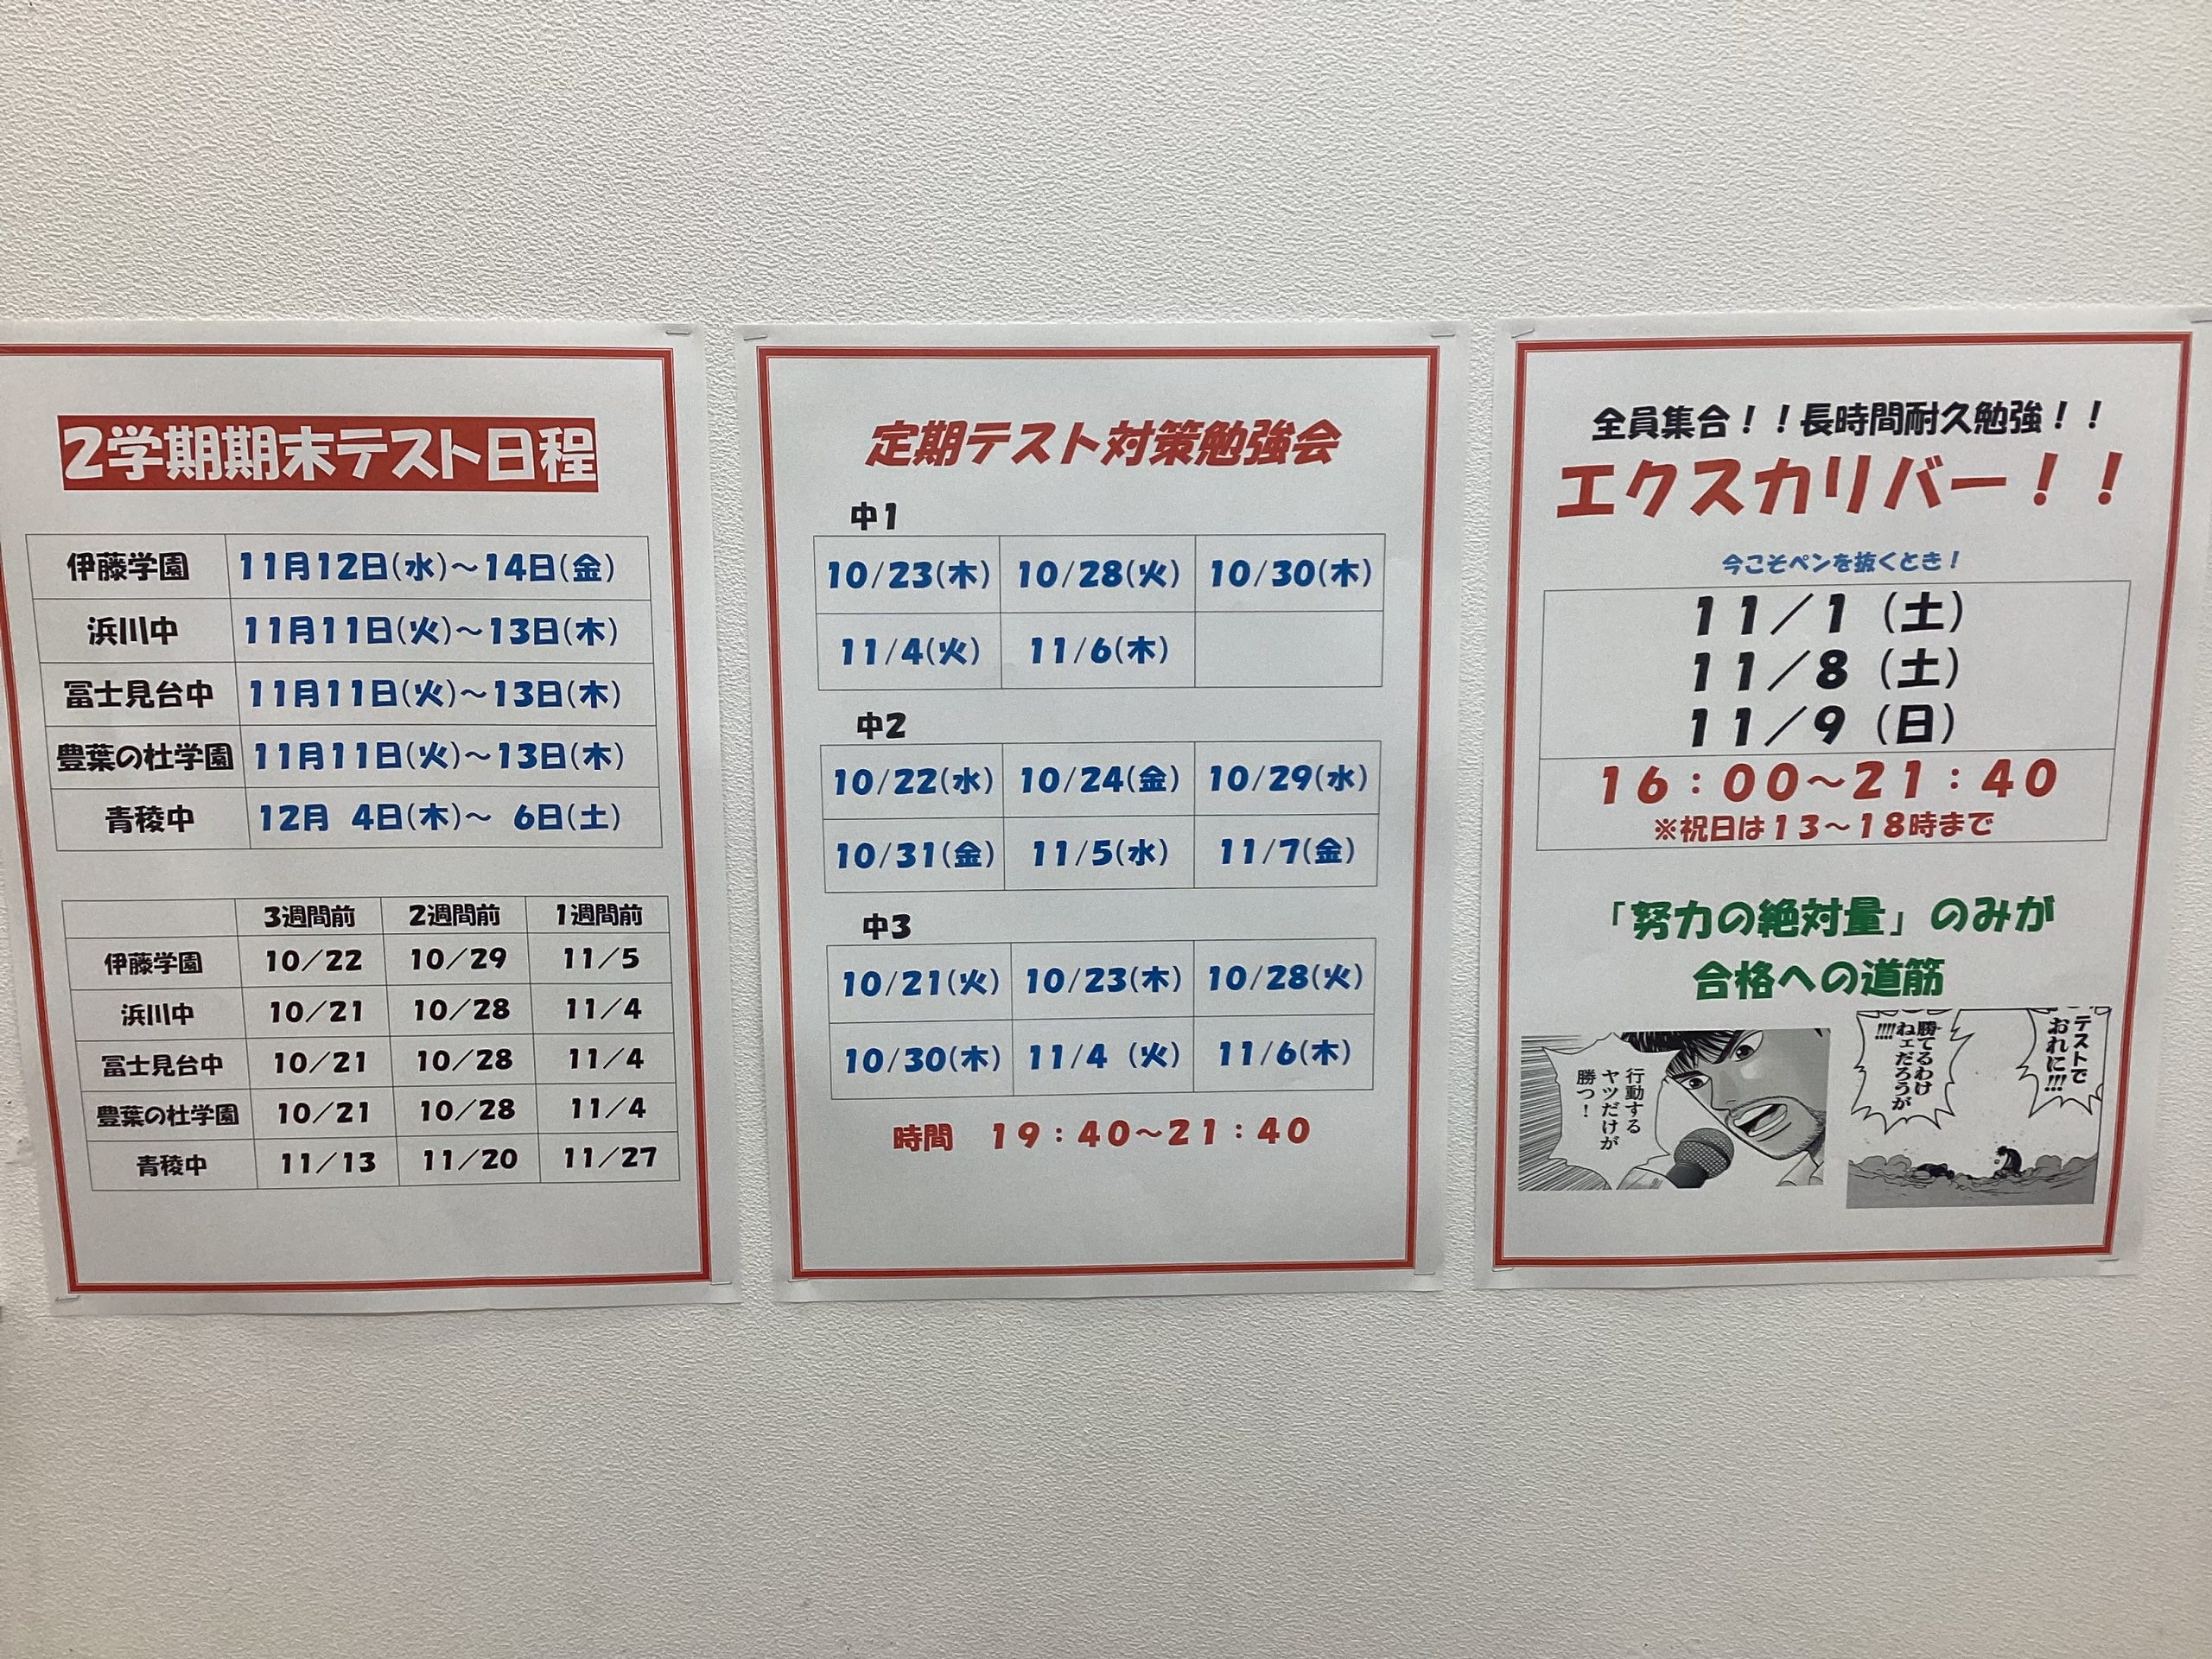 2学期期末テスト日程
伊藤学園 11月12日(水)～14日(金)
浜川中 11月11日(火)～13日(木)
冨士見台中 11月11日(火)～13日(木)
豊葉の杜学園 11月11日(火)～13日(木)
青稜中 12月 4日(木)～ 6日(土)
3週間前 2週間前 1週間前
伊藤学園 10／22 10／29 11／5
浜川中 10／21 10／28 11／4
冨士見台中 10／21 10／28 11／4
豊葉の杜学園 10／21 10／28 11／4
青稜中 11／13 11／20 11／27
定期テスト対策勉強会
中1
10/23(木) 10/28(火) 10/30(木)
11/4(火) 11/6(木)
中2
10/22(水) 10/24(金) 10/29(水)
10/31(金) 11/5(水) 11/7(金)
中3
10/21(火) 10/23(木) 10/28(火)
10/30(木) 11/4 (火) 11/6(木)
時間 19：40～21：40
全員集合！！長時間耐久勉強！！
エクスカリバー！！
今こそペンを抜くとき！
11／1（土）
11／8（土）
11／9（日）
16：00～21：40
※祝日は13～18時まで
「努力の絶対量」のみが
合格への道筋
行動する
ヤツだけが
勝つ！
テストで
おれに!!!
勝てるわけ
ねェだろうが
!!!!